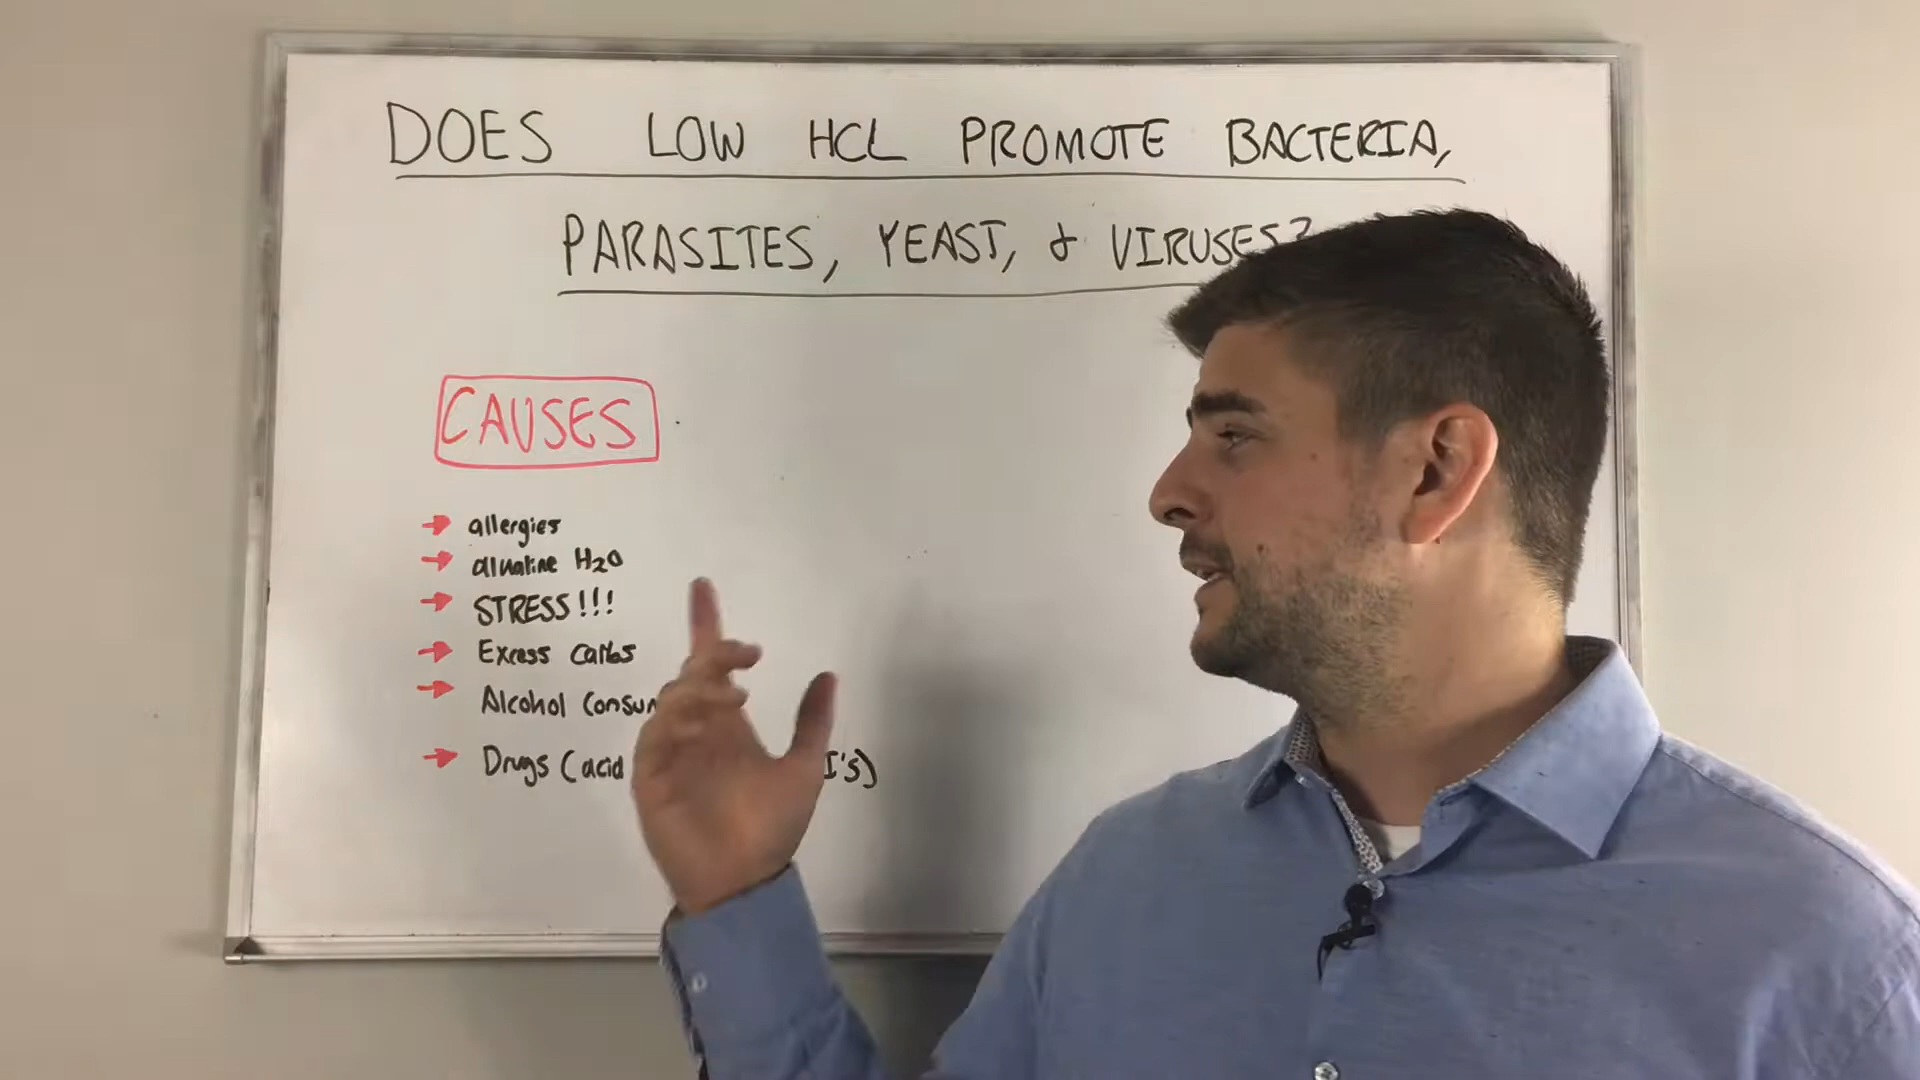 DOES LOW HCL PROMOTE BACTERIA,
PARASITES, YEAST, & VIRUSES?
CAUSES
→ allergies
→ alkaline H2O
→ STRESS!!!
→ Excess carbs
→ Alcohol
→ Drugs (acid I's)